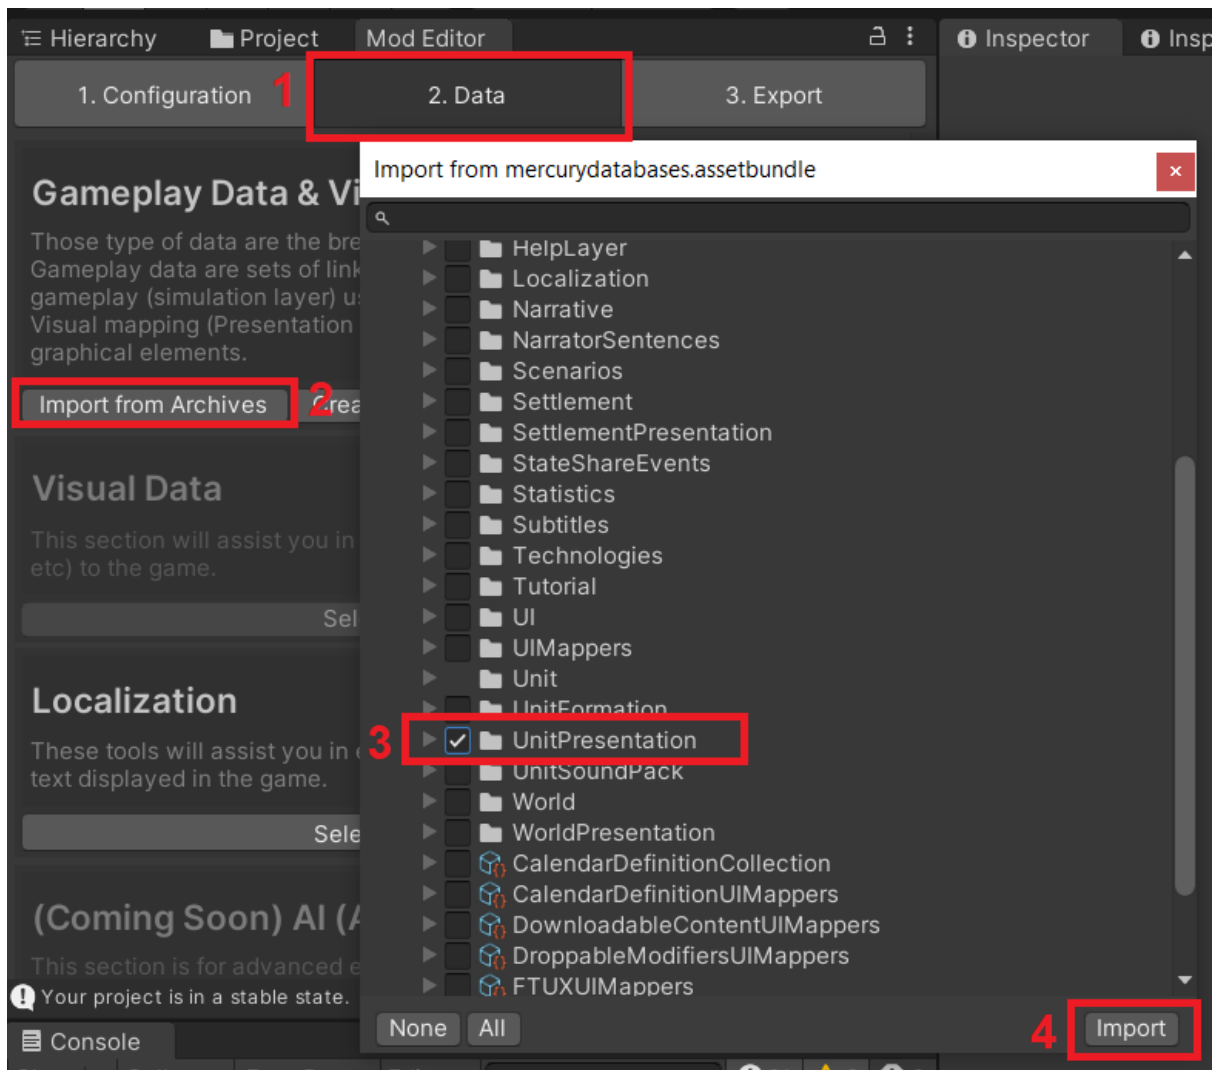 Hierarchy
Project
Mod Editor
Inspector
1. Configuration
1
2. Data
3. Export
Gameplay Data & Vi
Those type of data are the bre
Gameplay data are sets of link
gameplay (simulation layer) u
Visual mapping (Presentation
graphical elements.
Import from Archives
2
Crea
Visual Data
This section will assist you in
etc) to the game.
Sel
Localization
These tools will assist you in
text displayed in the game.
Sele
(Coming Soon) AI (A
This section is for advanced e
Your project is in a stable state.
Console
Import from mercurydatabases.assetbundle
HelpLayer
Localization
Narrative
NarratorSentences
Scenarios
Settlement
SettlementPresentation
StateShareEvents
Statistics
Subtitles
Technologies
Tutorial
UI
UIMappers
Unit
UnitFormation
3
UnitPresentation
UnitSoundPack
World
WorldPresentation
CalendarDefinitionCollection
CalendarDefinitionUIMappers
DownloadableContentUIMappers
DroppableModifiersUIMappers
FTUXUIMappers
None
All
4
Import